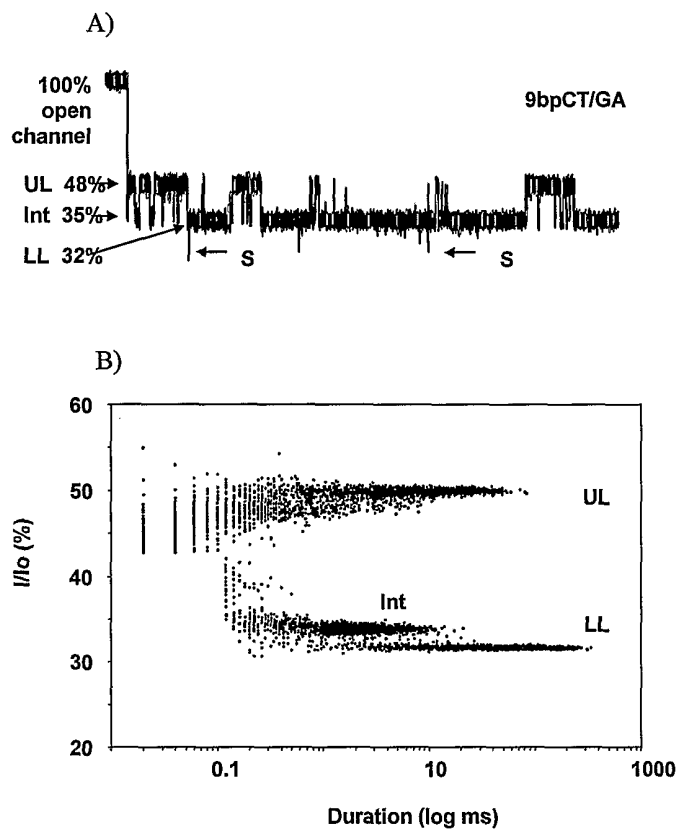 A)
100%
open
channel
9bpCT/GA
UL 48%
Int 35%
LL 32%
S
S
B)
60
50
40
30
20
I/Io (%)
UL
Int
LL
0.1
10
1000
Duration (log ms)